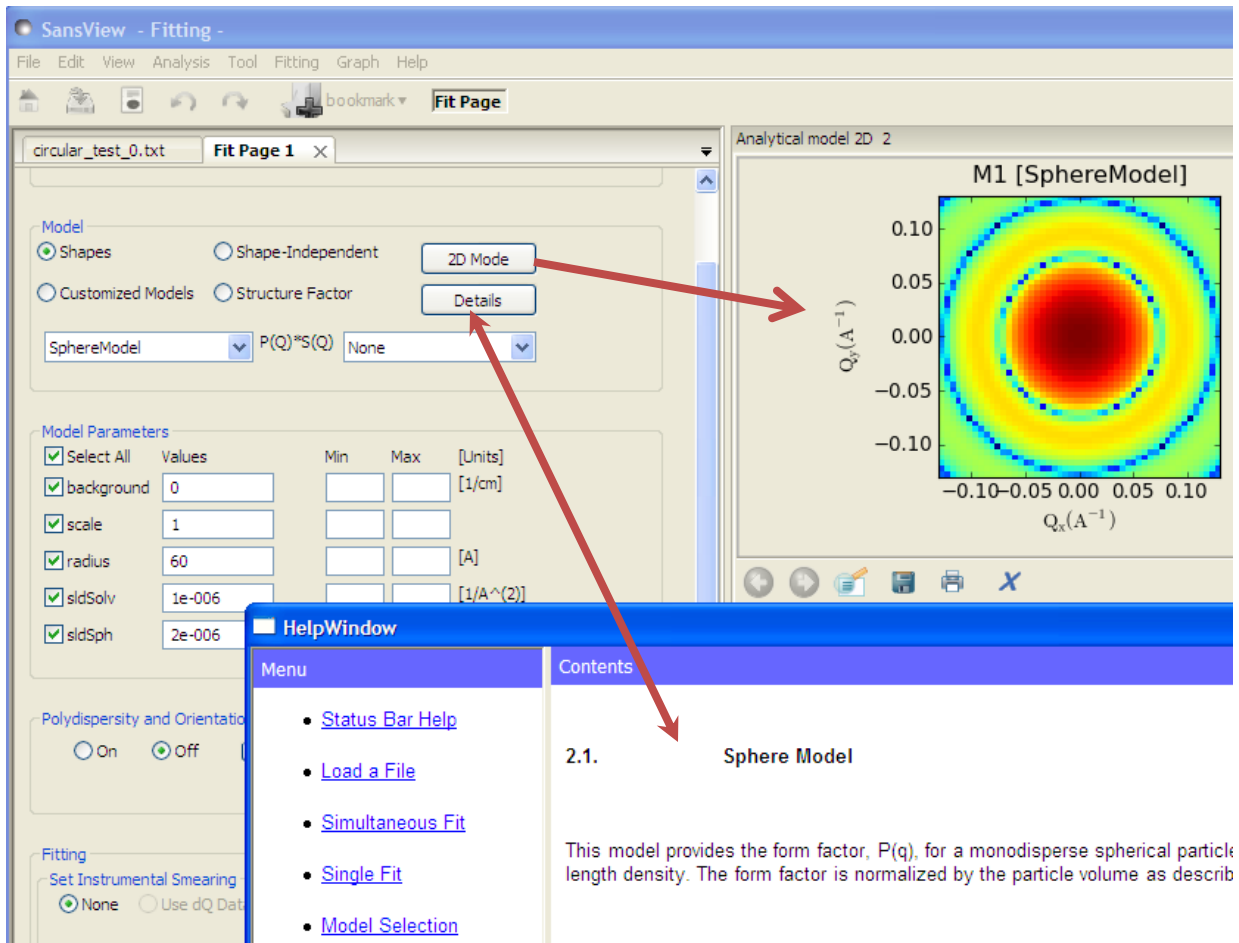 SansView - Fitting -
File Edit View Analysis Tool Fitting Graph Help
bookmark Fit Page
circular_test_0.txt Fit Page 1
Model
Shapes Shape-Independent 2D Mode
Customized Models Structure Factor Details
SphereModel P(Q)*S(Q) None
Model Parameters
Select All Values Min Max [Units]
background 0 [1/cm]
scale 1
radius 60 [A]
sldSolv 1e-006 [1/A^(2)]
sldSph 2e-006
Polydispersity and
On Off
Fitting
Set Instrumental Smearing
None Use dQ
Analytical model 2D 2
M1 [SphereModel]
0.10
0.05
0.00
−0.05
−0.10
Qy(A−1)
−0.10 −0.05 0.00 0.05 0.10
Qx(A−1)
HelpWindow
Menu
Status Bar Help
Load a File
Simultaneous Fit
Single Fit
Model Selection
Contents
2.1. Sphere Model
This model provides the form factor, P(q), for a monodisperse spherical
length density. The form factor is normalized by the particle volume as